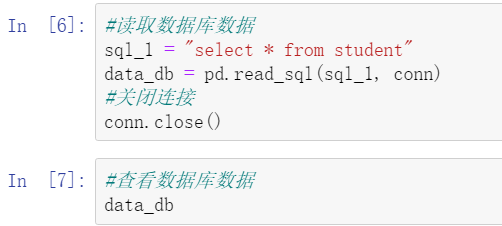 In [6]: #读取数据库数据
sql_1 = "select * from student"
data_db = pd.read_sql(sql_1, conn)
#关闭连接
conn.close()
In [7]: #查看数据库数据
data_db